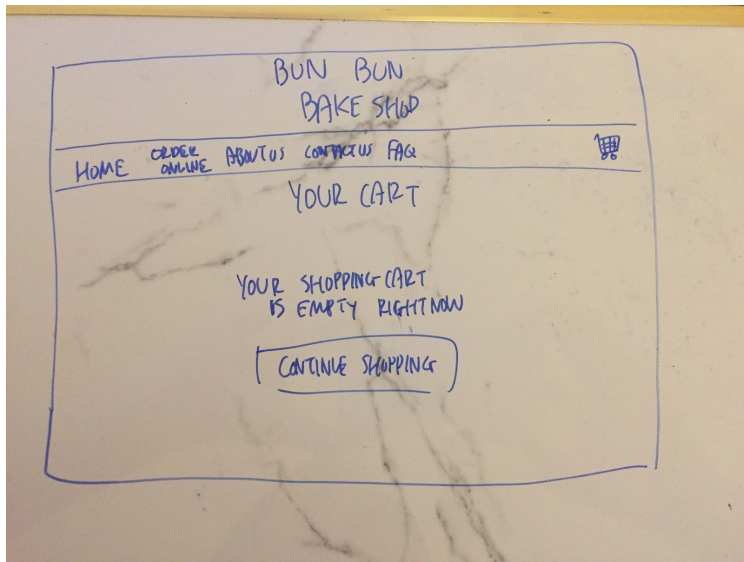 BUN BUN
BAKE SHOP
HOME ORDER ONLINE ABOUT US CONTACT US FAQ
YOUR CART
YOUR SHOPPING CART
IS EMPTY RIGHT NOW
CONTINUE SHOPPING